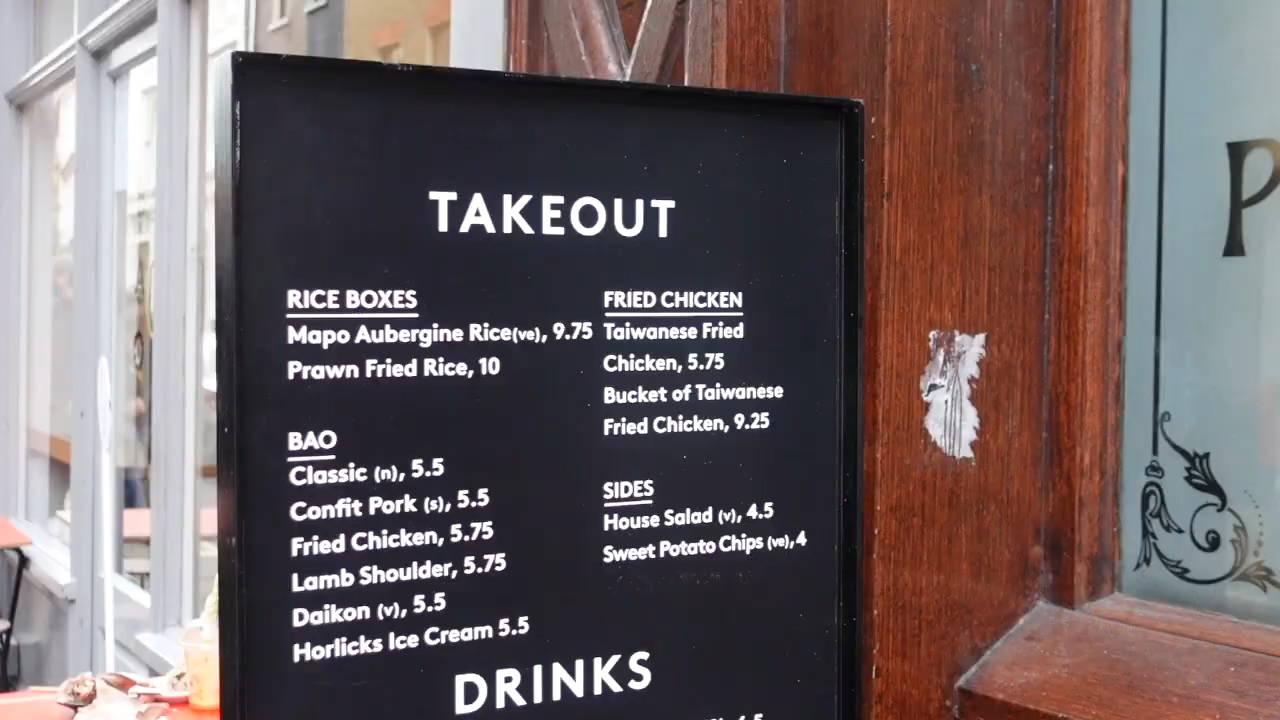 TAKEOUT
RICE BOXES
Mapo Aubergine Rice(ve), 9.75
Prawn Fried Rice, 10
BAO
Classic (n), 5.5
Confit Pork (s), 5.5
Fried Chicken, 5.75
Lamb Shoulder, 5.75
Daikon (v), 5.5
Horlicks Ice Cream 5.5
FRIED CHICKEN
Taiwanese Fried
Chicken, 5.75
Bucket of Taiwanese
Fried Chicken, 9.25
SIDES
House Salad (v), 4.5
Sweet Potato Chips (ve),4
DRINKS
P